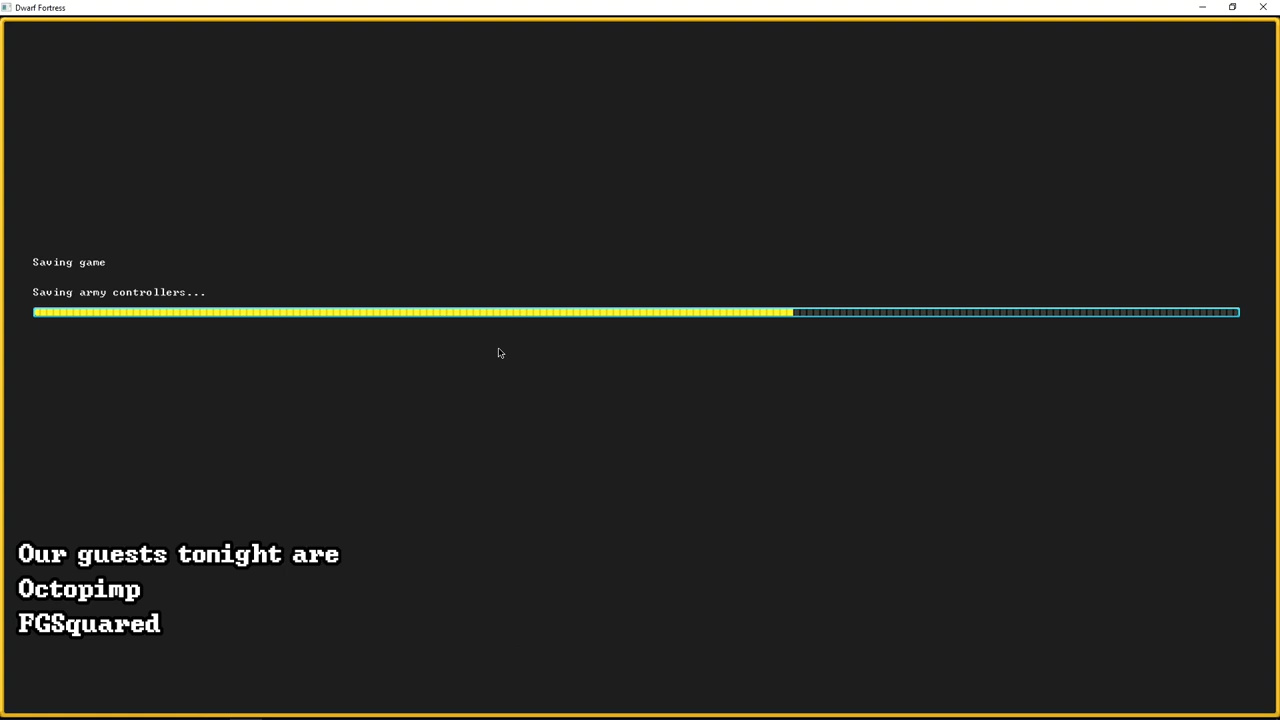 Dwarf Fortress
Saving game
Saving army controllers...
Our guests tonight are
Octopimp
FGSquared